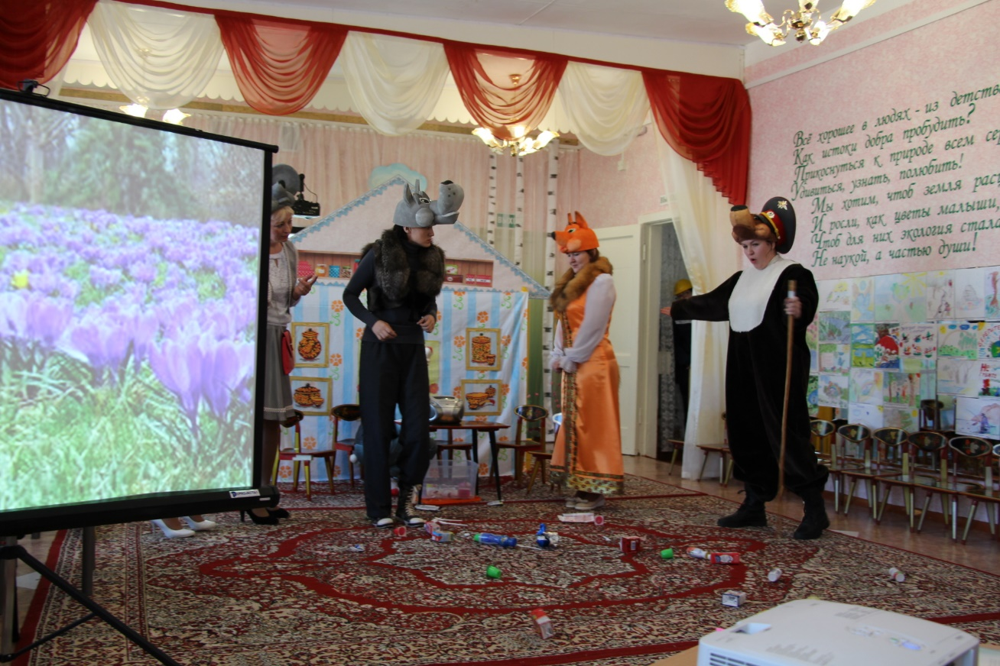 Всё хорошее в людях - из детства
Как истоки добра пробудить?
Прикоснуться к природе всем
Удивиться, узнать, полюбить!
Мы хотим, чтоб земля
И росли, как цветы малыши,
Чтоб для них экология стала
Не наукой, а частью души!